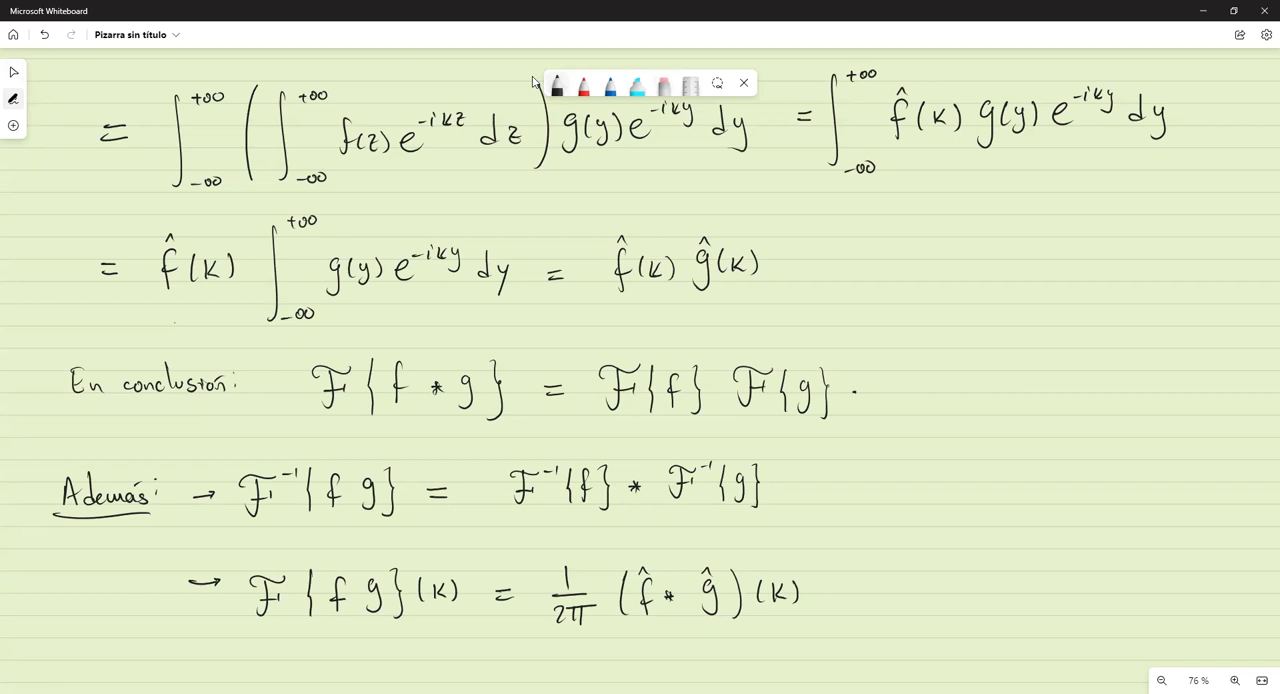 Microsoft Whiteboard
Pizarra sin título
= ∫_{-∞}^{+∞} ( ∫_{-∞}^{+∞} f(z) e^{-ikz} dz ) g(y) e^{-iky} dy = ∫_{-∞}^{+∞} f̂(k) g(y) e^{-iky} dy
= f̂(k) ∫_{-∞}^{+∞} g(y) e^{-iky} dy = f̂(k) ĝ(k)
En conclusión: ℱ{f * g} = ℱ{f} ℱ{g}.
Además: → ℱ^{-1}{f g} = ℱ^{-1}{f} * ℱ^{-1}{g}
→ ℱ{f g}(k) = \frac{1}{2π} (f̂ * ĝ)(k)
76 %